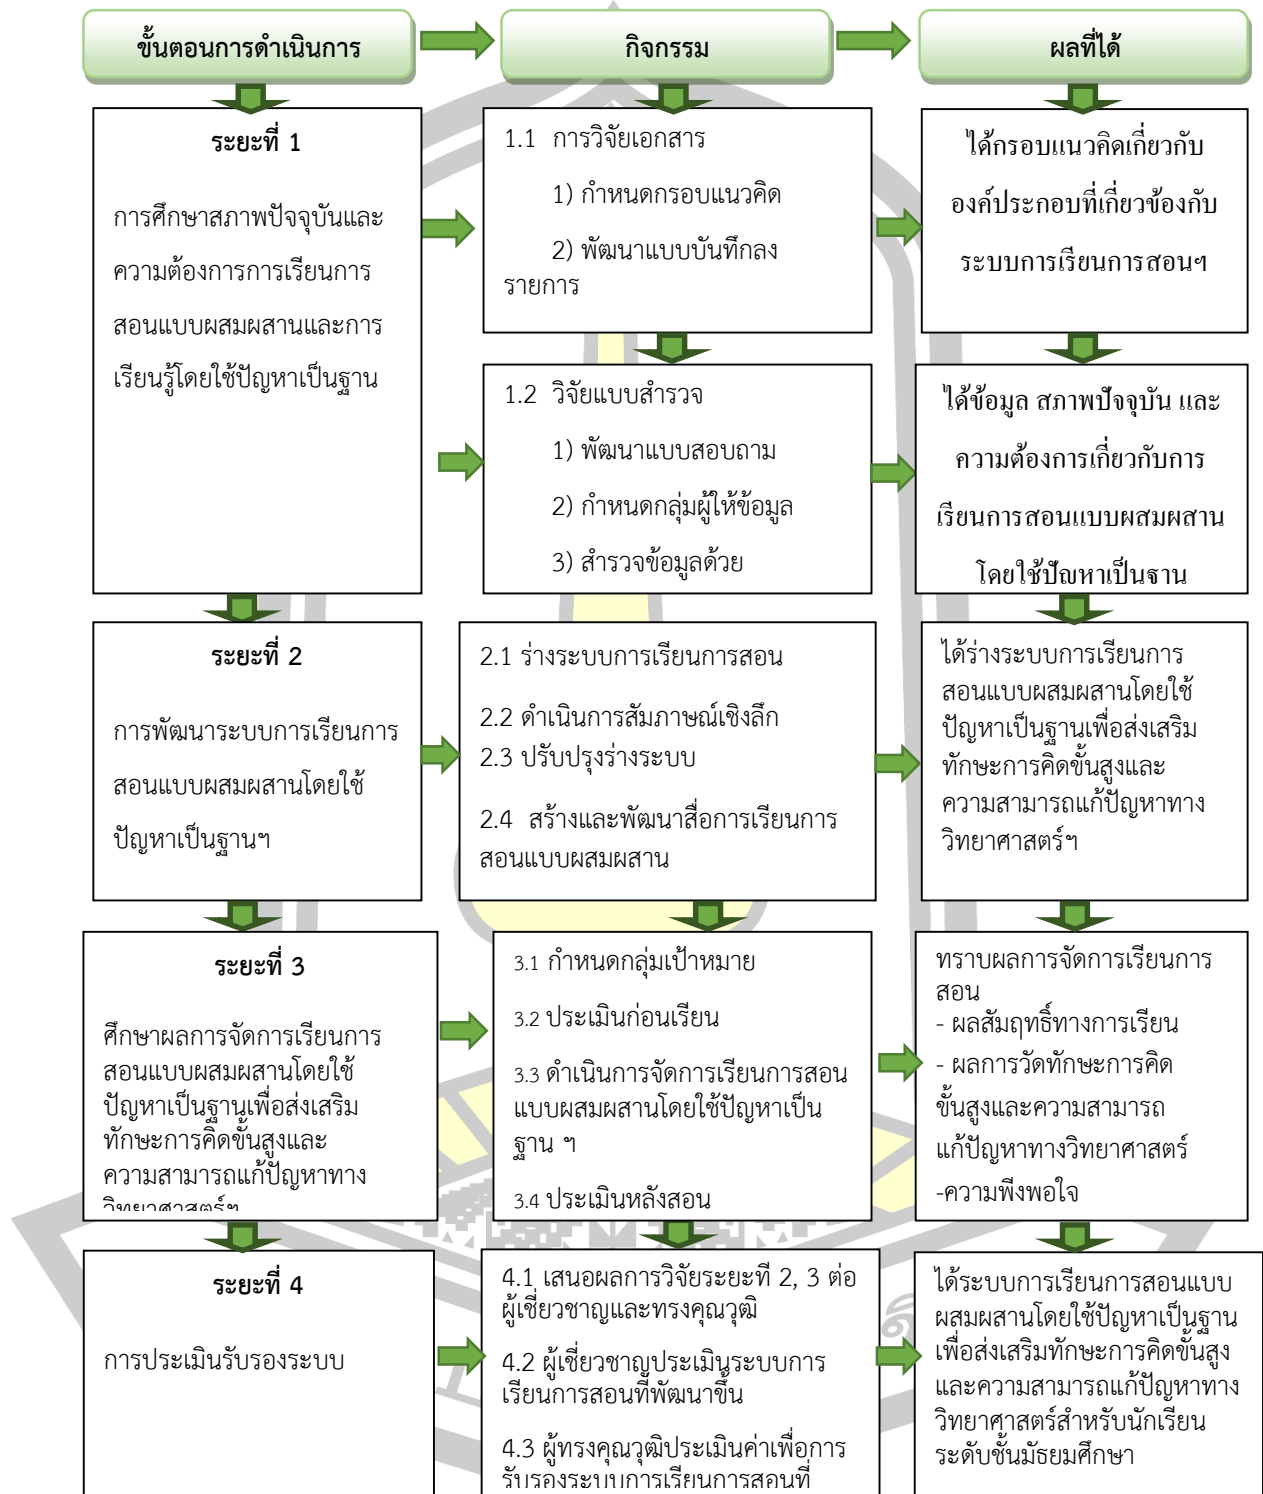 ขั้นตอนการดำเนินการ
กิจกรรม
ผลที่ได้
ระยะที่ 1
การศึกษาสภาพปัจจุบันและ
ความต้องการการเรียนการ
สอนแบบผสมผสานและการ
เรียนรู้โดยใช้ปัญหาเป็นฐาน
1.1 การวิจัยเอกสาร
1) กำหนดกรอบแนวคิด
2) พัฒนาแบบบันทึกลง
รายการ
ได้กรอบแนวคิดเกี่ยวกับ
องค์ประกอบที่เกี่ยวข้องกับ
ระบบการเรียนการสอนฯ
1.2 วิจัยแบบสำรวจ
1) พัฒนาแบบสอบถาม
2) กำหนดกลุ่มผู้ให้ข้อมูล
3) สำรวจข้อมูลด้วย
ได้ข้อมูล สภาพปัจจุบัน และ
ความต้องการเกี่ยวกับการ
เรียนการสอนแบบผสมผสาน
โดยใช้ปัญหาเป็นฐาน
ระยะที่ 2
การพัฒนาระบบการเรียนการ
สอนแบบผสมผสานโดยใช้
ปัญหาเป็นฐานฯ
2.1 ร่างระบบการเรียนการสอน
2.2 ดำเนินการสัมภาษณ์เชิงลึก
2.3 ปรับปรุงร่างระบบ
2.4 สร้างและพัฒนาสื่อการเรียนการ
สอนแบบผสมผสาน
ได้ร่างระบบการเรียนการ
สอนแบบผสมผสานโดยใช้
ปัญหาเป็นฐานเพื่อส่งเสริม
ทักษะการคิดขั้นสูงและ
ความสามารถแก้ปัญหาทาง
วิทยาศาสตร์ฯ
ระยะที่ 3
ศึกษาผลการจัดการเรียนการ
สอนแบบผสมผสานโดยใช้
ปัญหาเป็นฐานเพื่อส่งเสริม
ทักษะการคิดขั้นสูงและ
ความสามารถแก้ปัญหาทาง
วิทยาศาสตร์ฯ
3.1 กำหนดกลุ่มเป้าหมาย
3.2 ประเมินก่อนเรียน
3.3 ดำเนินการจัดการเรียนการสอน
แบบผสมผสานโดยใช้ปัญหาเป็น
ฐาน ฯ
3.4 ประเมินหลังสอน
ทราบผลการจัดการเรียนการ
สอน
- ผลสัมฤทธิ์ทางการเรียน
- ผลการวัดทักษะการคิด
ขั้นสูงและความสามารถ
แก้ปัญหาทางวิทยาศาสตร์
-ความพึงพอใจ
ระยะที่ 4
การประเมินรับรองระบบ
4.1 เสนอผลการวิจัยระยะที่ 2, 3 ต่อ
ผู้เชี่ยวชาญและทรงคุณวุฒิ
4.2 ผู้เชี่ยวชาญประเมินระบบการ
เรียนการสอนที่พัฒนาขึ้น
4.3 ผู้ทรงคุณวุฒิประเมินค่าเพื่อการ
รับรองระบบการเรียนการสอนที่
ได้ระบบการเรียนการสอนแบบ
ผสมผสานโดยใช้ปัญหาเป็นฐาน
เพื่อส่งเสริมทักษะการคิดขั้นสูง
และความสามารถแก้ปัญหาทาง
วิทยาศาสตร์สำหรับนักเรียน
ระดับชั้นมัธยมศึกษา